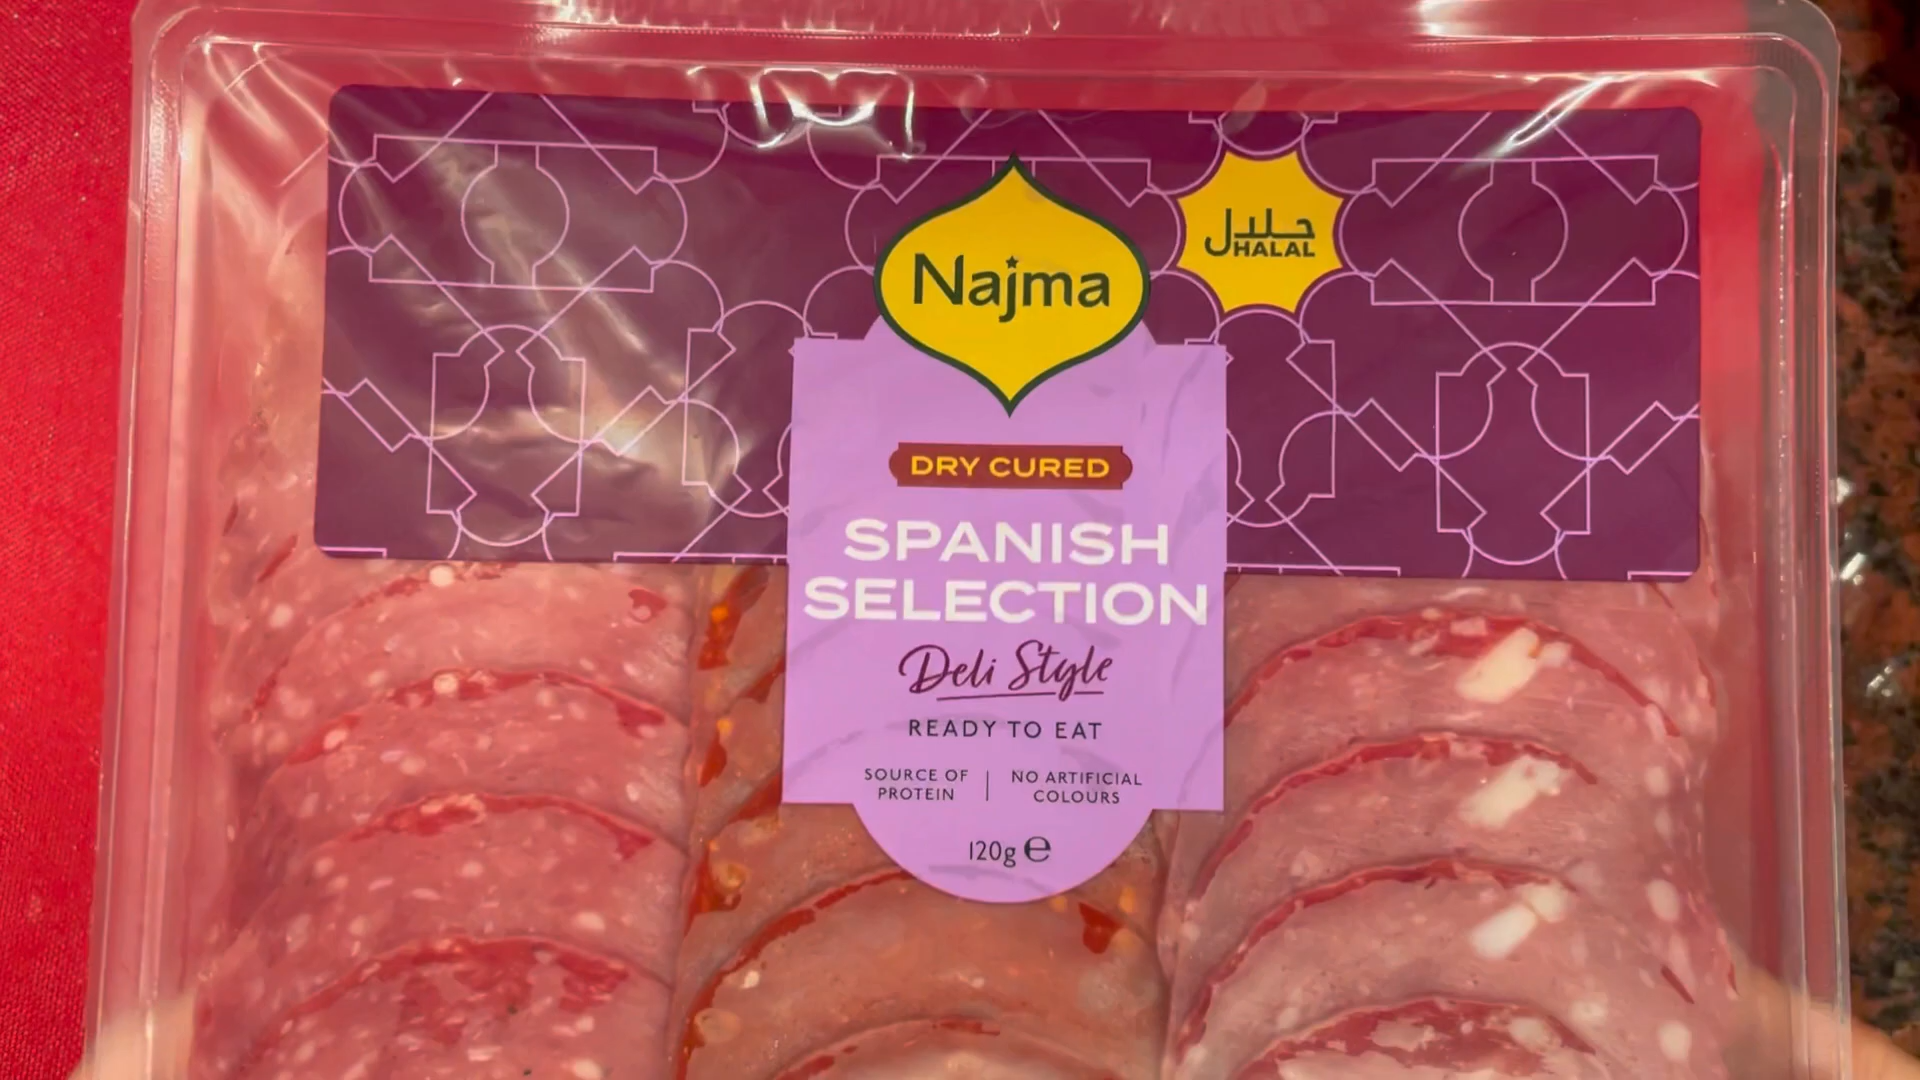 Najma
حلال
HALAL
DRY CURED
SPANISH
SELECTION
Deli Style
READY TO EAT
SOURCE OF
PROTEIN
NO ARTIFICIAL
COLOURS
120g ℮